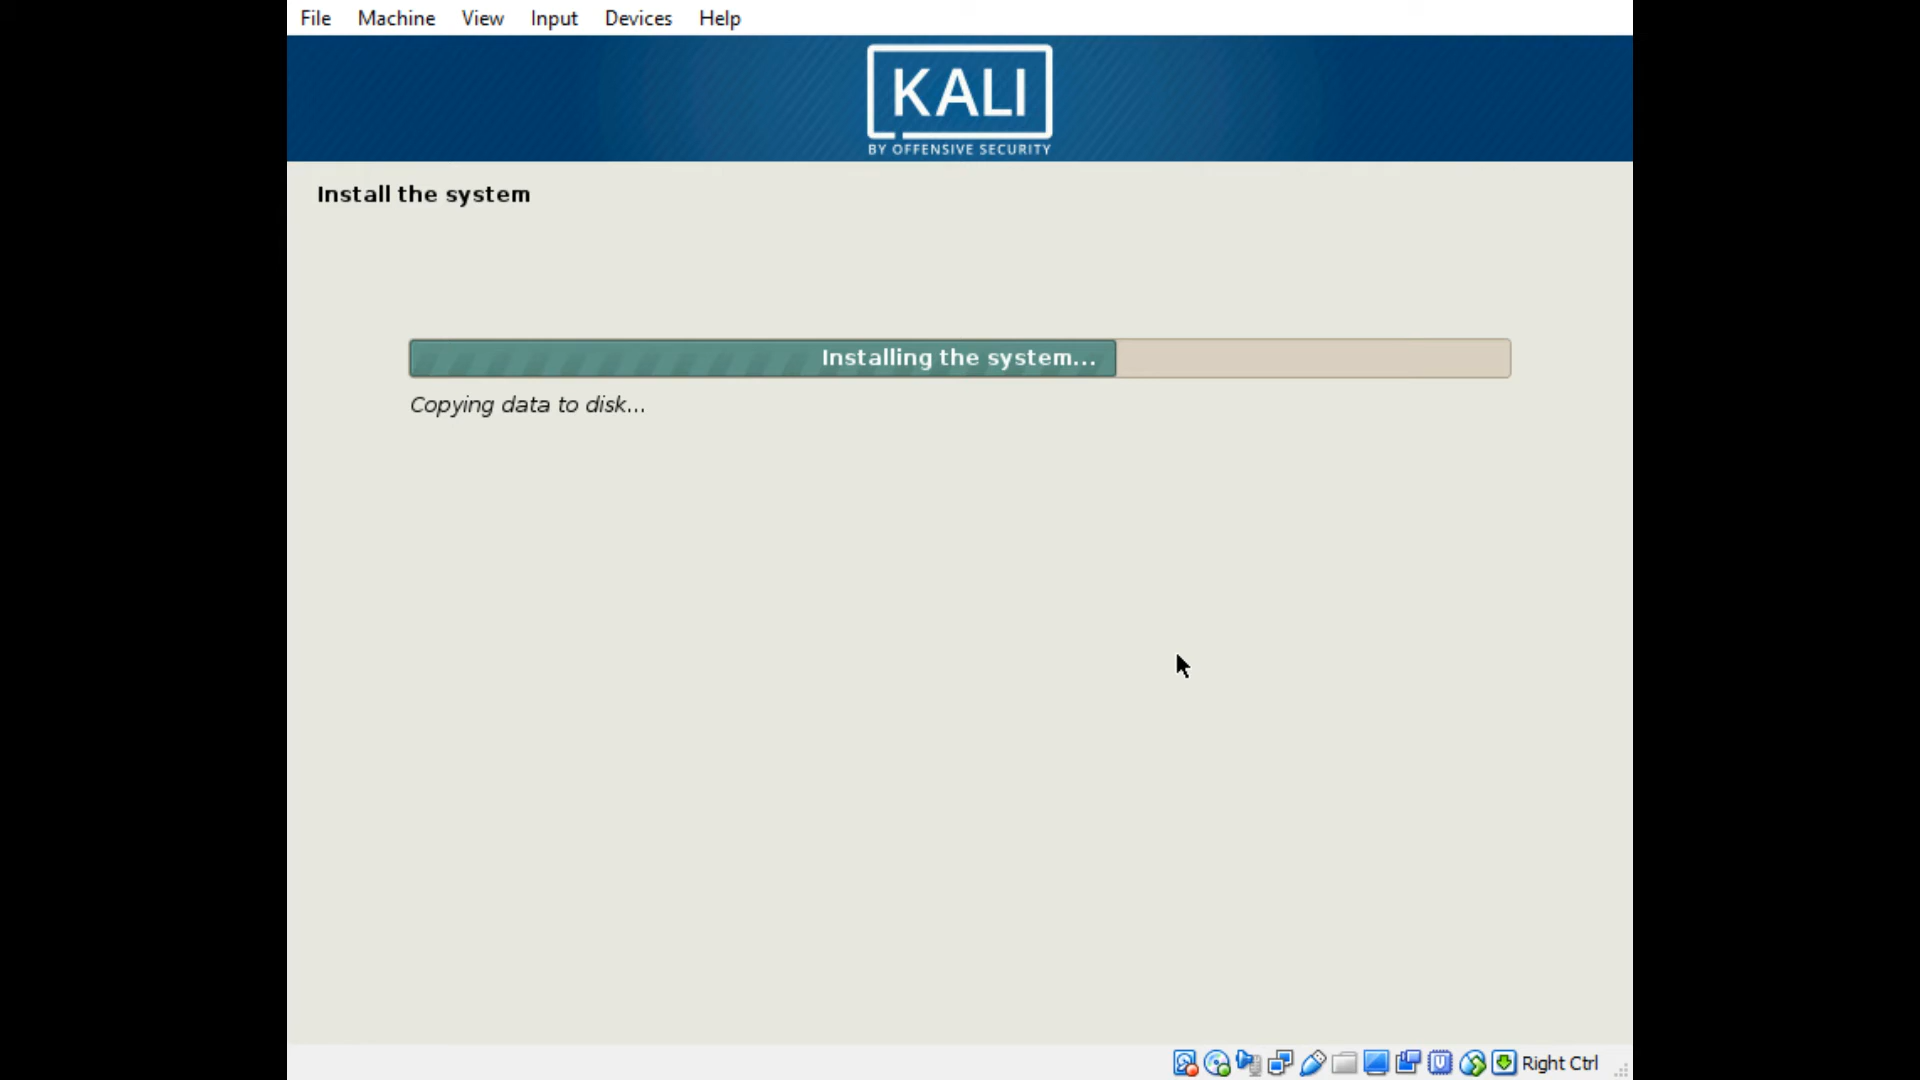 File Machine View Input Devices Help
KALI
BY OFFENSIVE SECURITY
Install the system
Installing the system...
Copying data to disk...
Right Ctrl